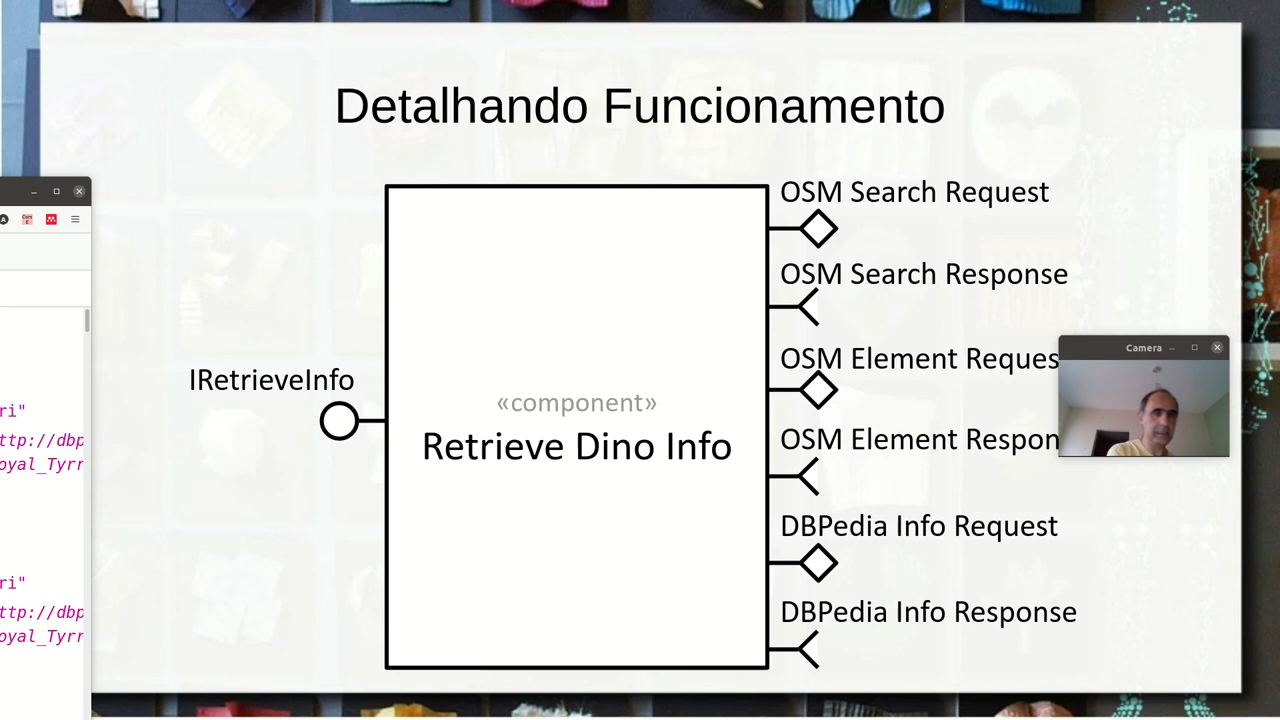 Detalhando Funcionamento
OSM Search Request
OSM Search Response
OSM Element Reques
OSM Element Respon
DBPedia Info Request
DBPedia Info Response
IRetrieveInfo
«component»
Retrieve Dino Info
Camera
ri"
ttp://dbp
oyal_Tyrr
ri"
ttp://dbp
oyal_Tyrr